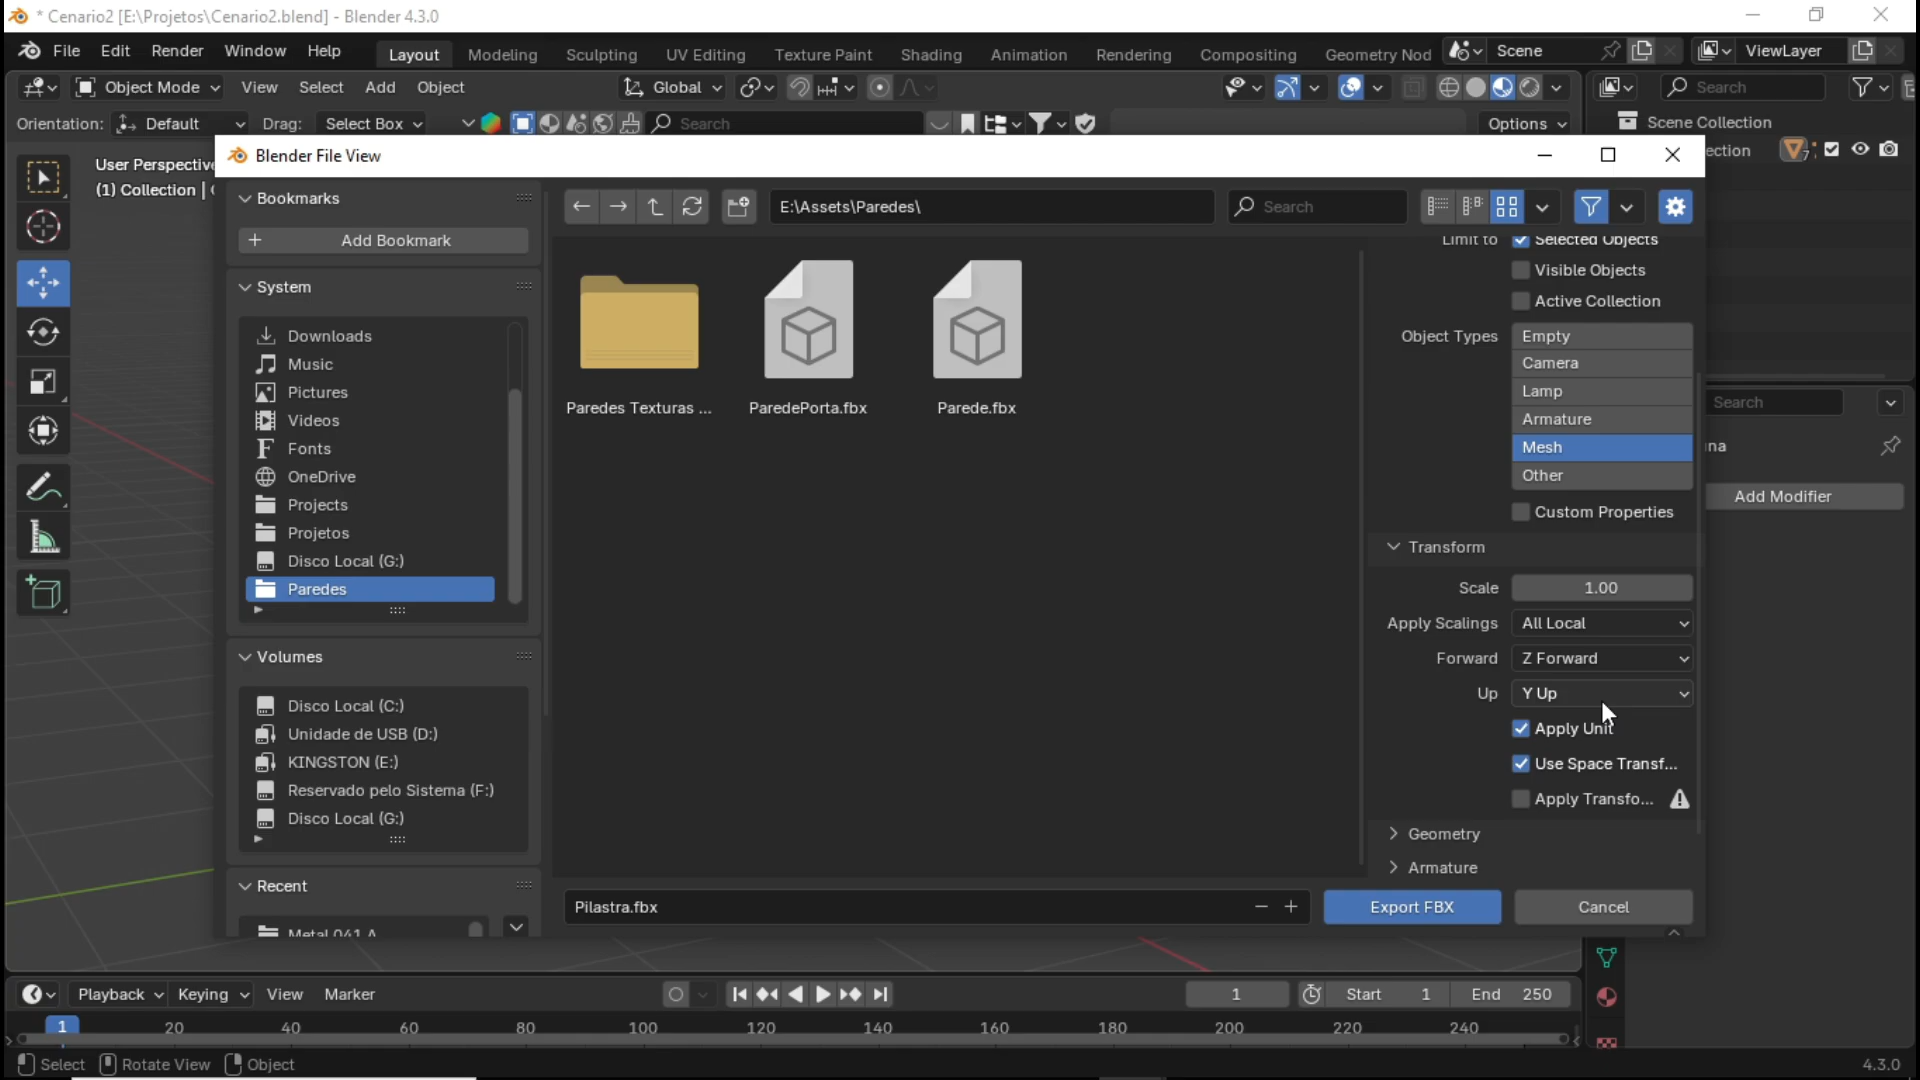 * Cenario2 [E:\Projetos\Cenario2.blend] - Blender 4.3.0
File Edit Render Window Help Layout Modeling Sculpting UV Editing Texture Paint Shading Animation Rendering Compositing Geometry Nod Scene ViewLayer
Object Mode View Select Add Object Global Search
Orientation: Default Drag: Select Box Search Options Scene Collection
User Perspective
(1) Collection |
ection
Blender File View
Bookmarks
Add Bookmark
System
Downloads
Music
Pictures
Videos
Fonts
OneDrive
Projects
Projetos
Disco Local (G:)
Paredes
Volumes
Disco Local (C:)
Unidade de USB (D:)
KINGSTON (E:)
Reservado pelo Sistema (F:)
Disco Local (G:)
Recent
Metal 041 A
E:\Assets\Paredes\ Search
Paredes Texturas ... ParedePorta.fbx Parede.fbx
Limit to Selected Objects
Visible Objects
Active Collection
Object Types Empty
Camera
Lamp
Armature
Mesh
Other
Custom Properties
Transform
Scale 1.00
Apply Scalings All Local
Forward Z Forward
Up Y Up
Apply Unit
Use Space Transf...
Apply Transfo...
Geometry
Armature
Pilastra.fbx Export FBX Cancel
Search
na
Add Modifier
Playback Keying View Marker 1 Start 1 End 250
1 20 40 60 80 100 120 140 160 180 200 220 240
Select Rotate View Object 4.3.0